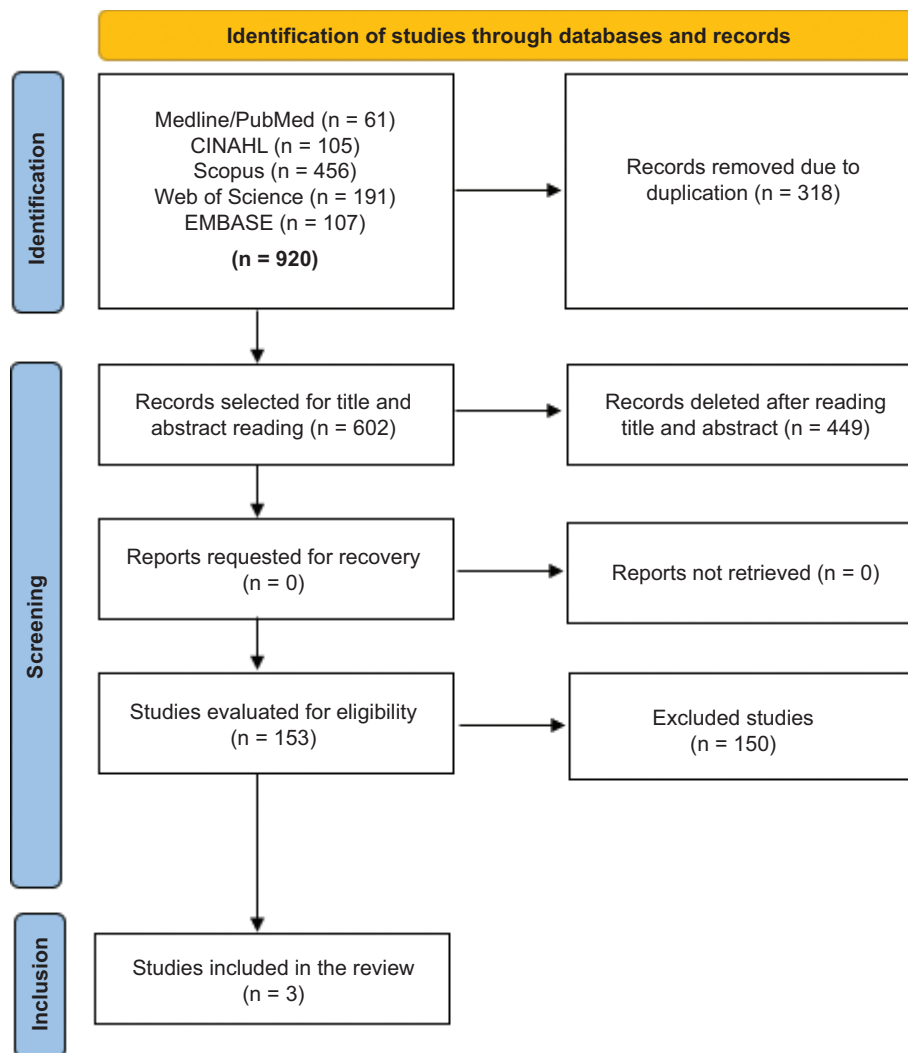 Identification of studies through databases and records
Identification
Medline/PubMed (n = 61)
CINAHL (n = 105)
Scopus (n = 456)
Web of Science (n = 191)
EMBASE (n = 107)
(n = 920)
Records removed due to
duplication (n = 318)
Screening
Records selected for title and
abstract reading (n = 602)
Records deleted after reading
title and abstract (n = 449)
Reports requested for recovery
(n = 0)
Reports not retrieved (n = 0)
Studies evaluated for eligibility
(n = 153)
Excluded studies
(n = 150)
Inclusion
Studies included in the review
(n = 3)